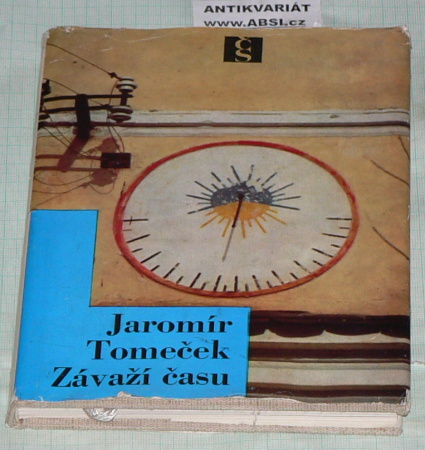 ANTIKVARIÁT
www.ABSI.cz
ČS
Jaromír
Tomeček
Závaží času